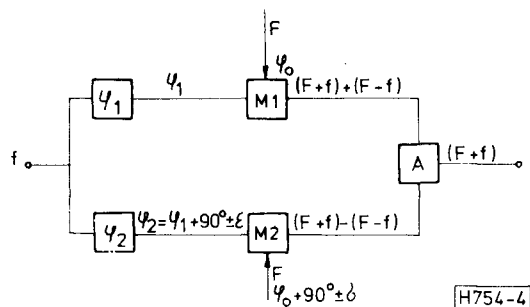 F
φ₀
φ₁ φ₁ M1 (F+f)+(F-f)
f A (F+f)
φ₂ φ₂=φ₁+90°±ε M2 (F+f)-(F-f)
F
φ₀+90°±δ
H754-4